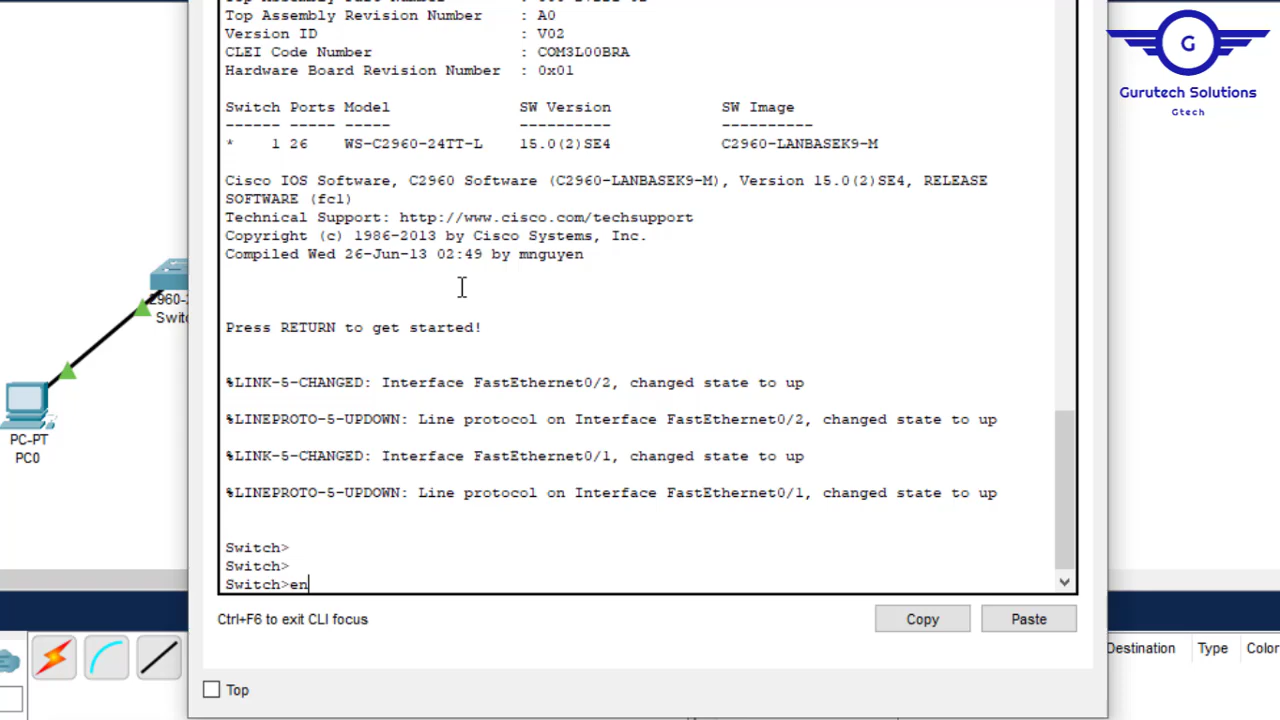 Top Assembly Revision Number : A0
Version ID : V02
CLEI Code Number : COM3L00BRA
Hardware Board Revision Number : 0x01
Switch Ports Model SW Version SW Image
------ ----- ----- ---------- ----------
* 1 26 WS-C2960-24TT-L 15.0(2)SE4 C2960-LANBASEK9-M
Cisco IOS Software, C2960 Software (C2960-LANBASEK9-M), Version 15.0(2)SE4, RELEASE
SOFTWARE (fc1)
Technical Support: http://www.cisco.com/techsupport
Copyright (c) 1986-2013 by Cisco Systems, Inc.
Compiled Wed 26-Jun-13 02:49 by mnguyen
Press RETURN to get started!
%LINK-5-CHANGED: Interface FastEthernet0/2, changed state to up
%LINEPROTO-5-UPDOWN: Line protocol on Interface FastEthernet0/2, changed state to up
%LINK-5-CHANGED: Interface FastEthernet0/1, changed state to up
%LINEPROTO-5-UPDOWN: Line protocol on Interface FastEthernet0/1, changed state to up
Switch>
Switch>
Switch>en
Ctrl+F6 to exit CLI focus
Copy
Paste
Top
PC-PT
PC0
Destination Type Color
G
Gurutech Solutions
Gtech